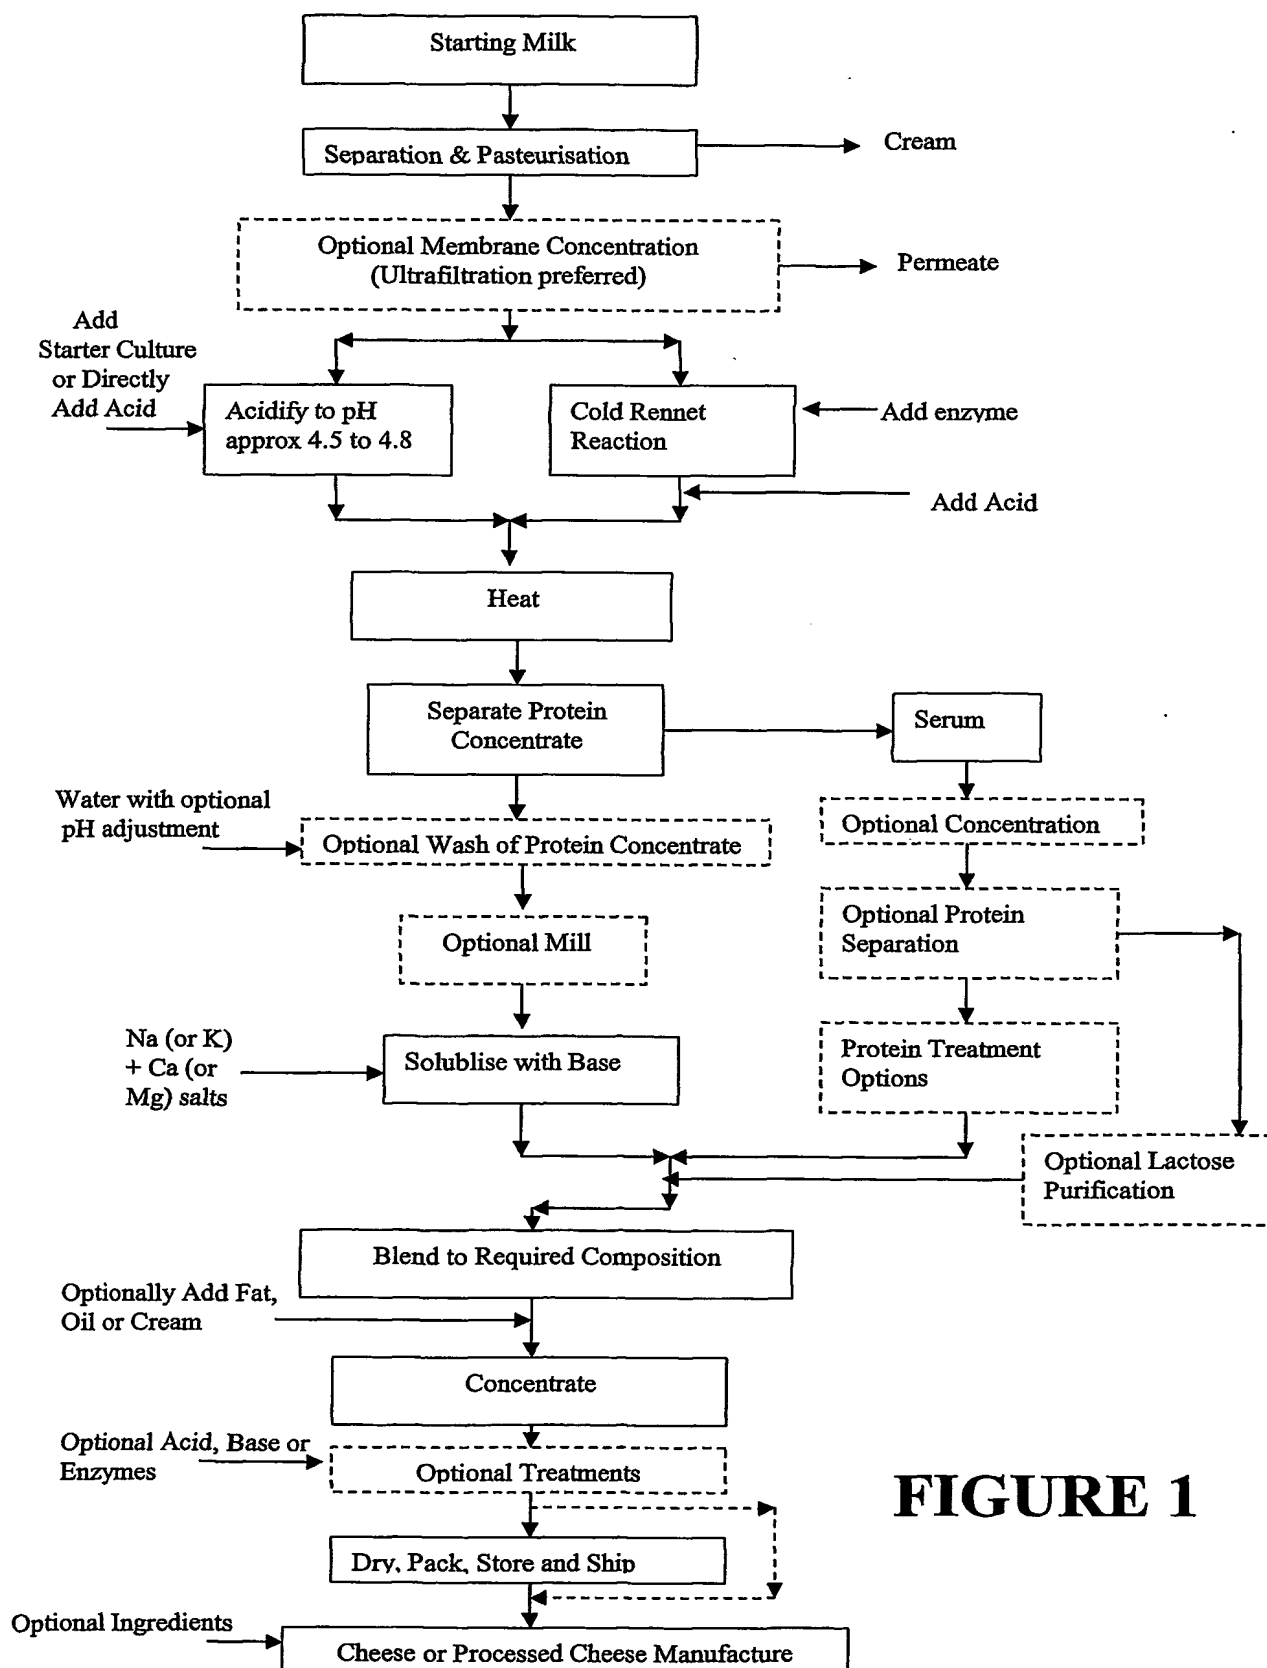 Starting Milk
Separation & Pasteurisation
Cream
Optional Membrane Concentration
(Ultrafiltration preferred)
Permeate
Add
Starter Culture
or Directly
Add Acid
Acidify to pH
approx 4.5 to 4.8
Cold Rennet
Reaction
Add enzyme
Add Acid
Heat
Separate Protein
Concentrate
Serum
Water with optional
pH adjustment
Optional Wash of Protein Concentrate
Optional Concentration
Optional Mill
Optional Protein
Separation
Na (or K)
+ Ca (or
Mg) salts
Solublise with Base
Protein Treatment
Options
Optional Lactose
Purification
Blend to Required Composition
Optionally Add Fat,
Oil or Cream
Concentrate
Optional Acid, Base or
Enzymes
Optional Treatments
FIGURE 1
Dry, Pack, Store and Ship
Optional Ingredients
Cheese or Processed Cheese Manufacture